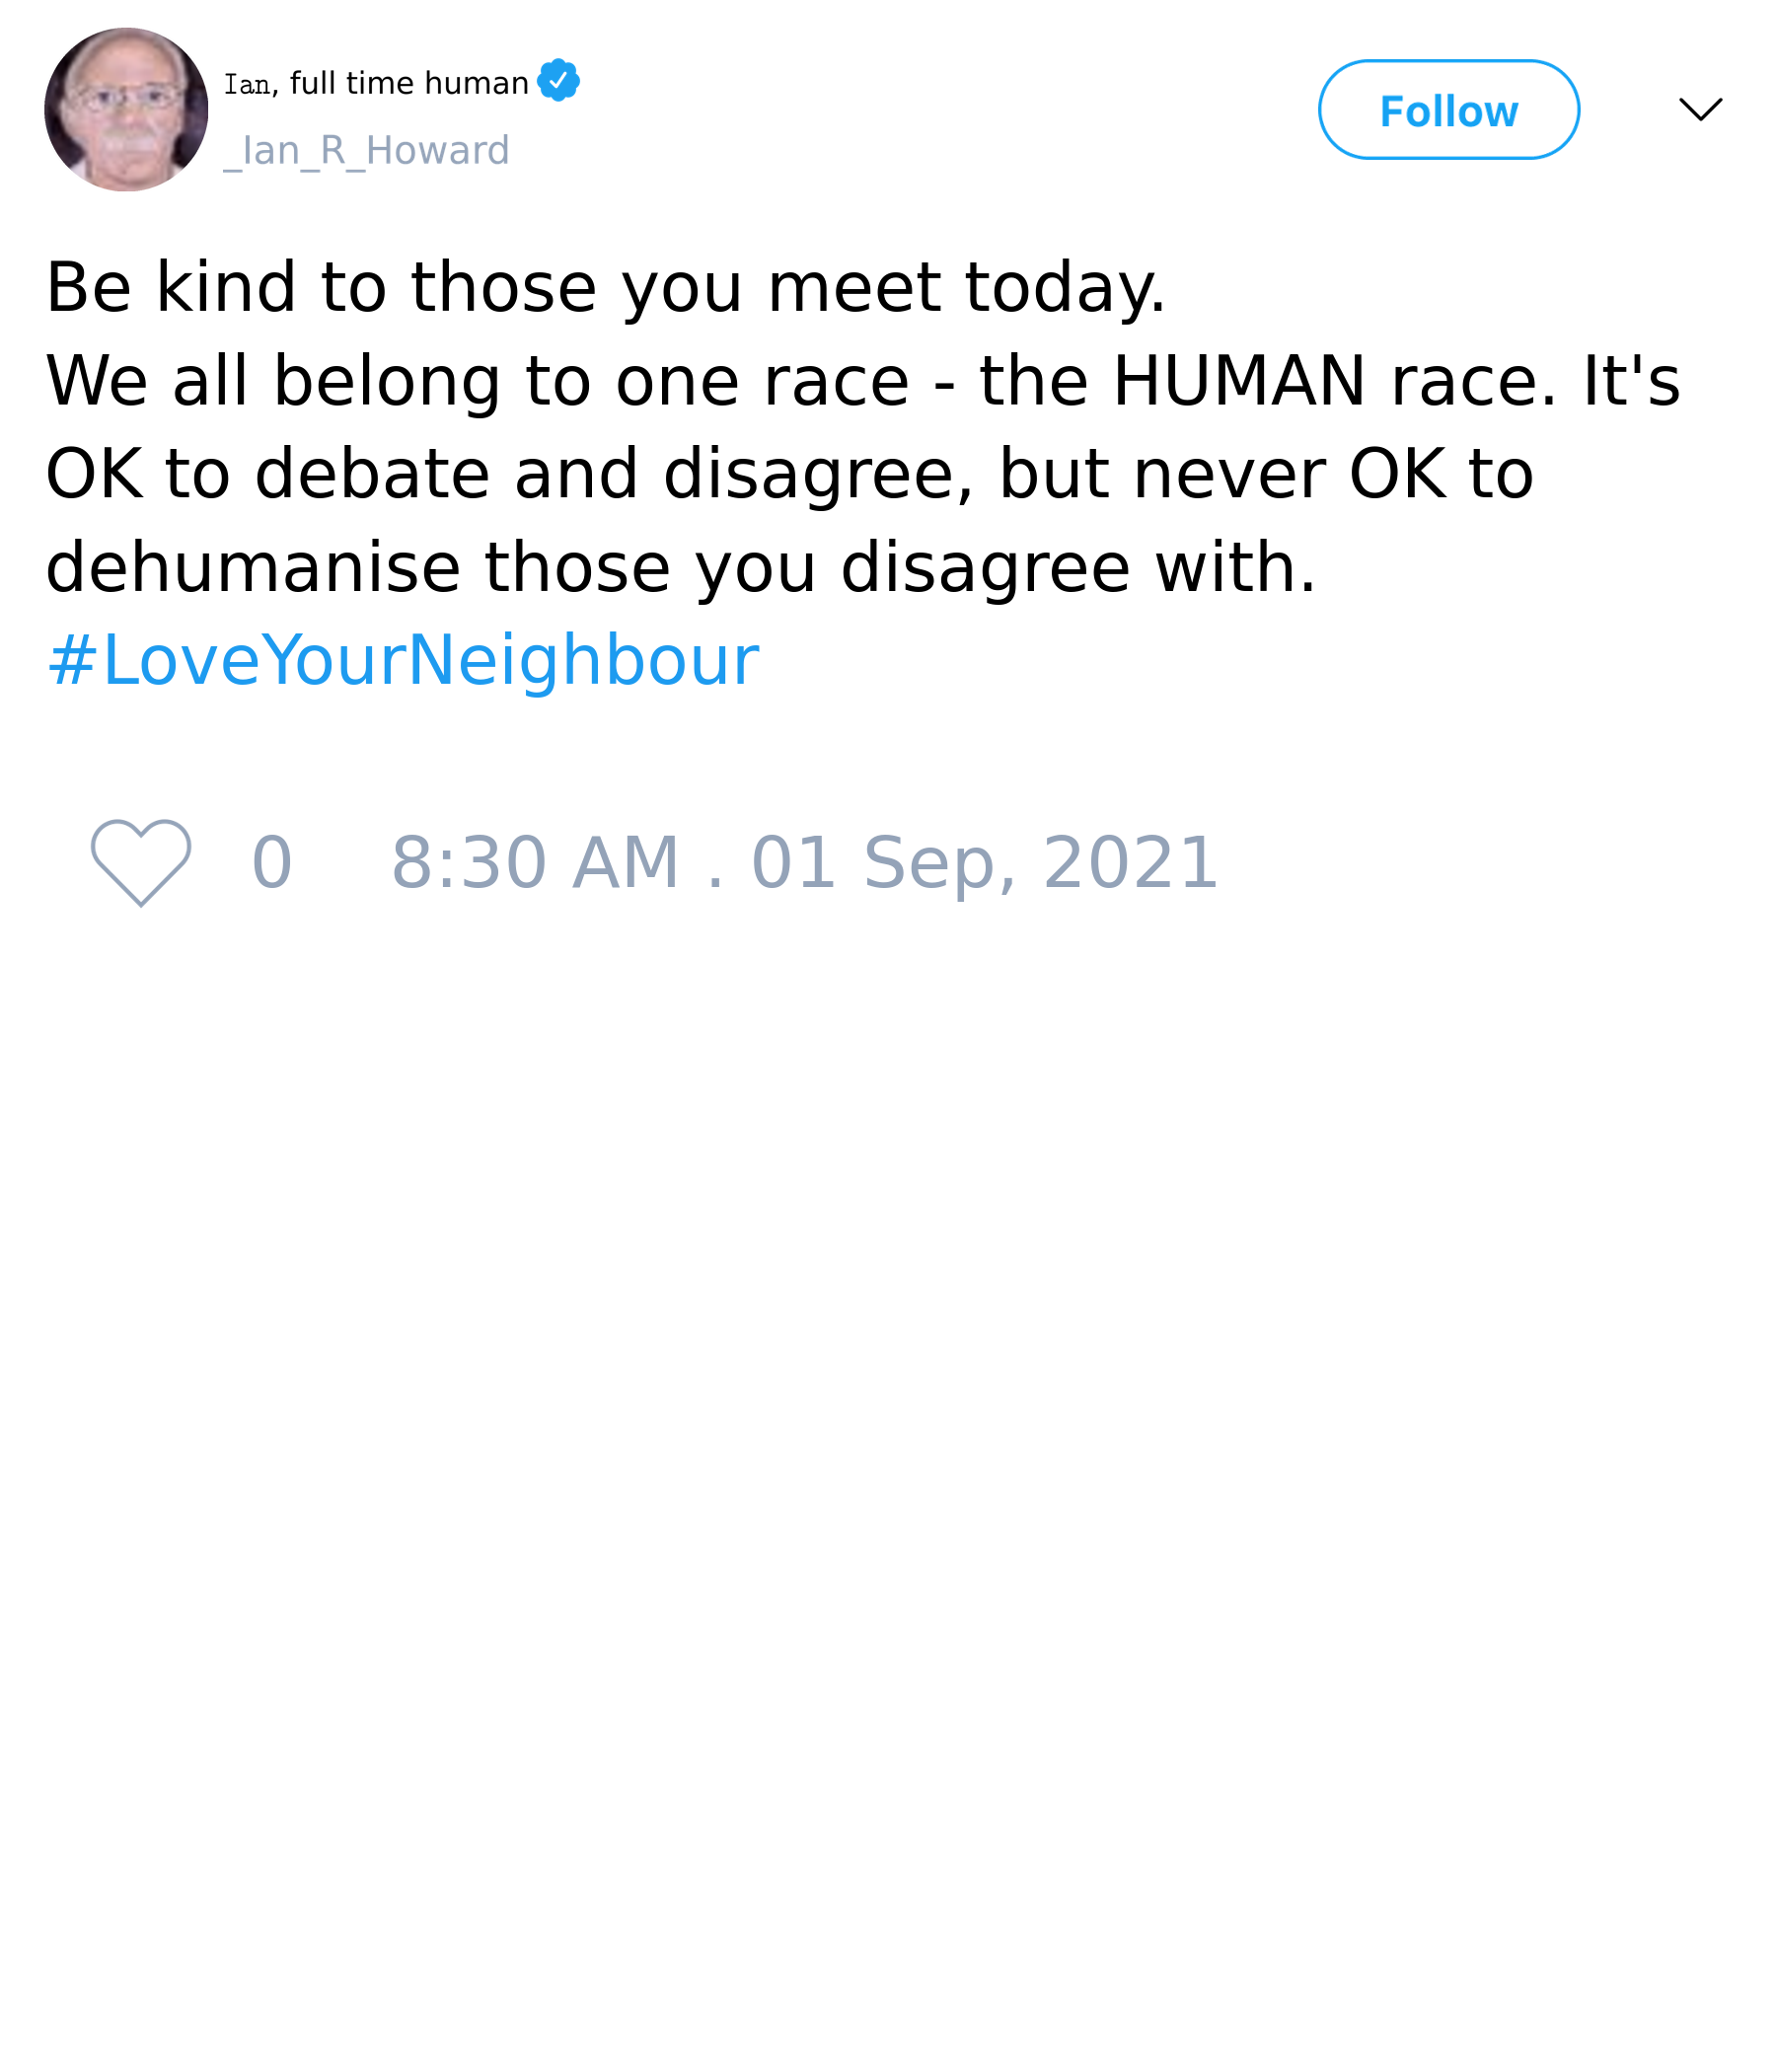 Ian, full time human
_Ian_R_Howard
Follow
Be kind to those you meet today.
We all belong to one race - the HUMAN race. It's
OK to debate and disagree, but never OK to
dehumanise those you disagree with.
#LoveYourNeighbour
0 8:30 AM . 01 Sep, 2021